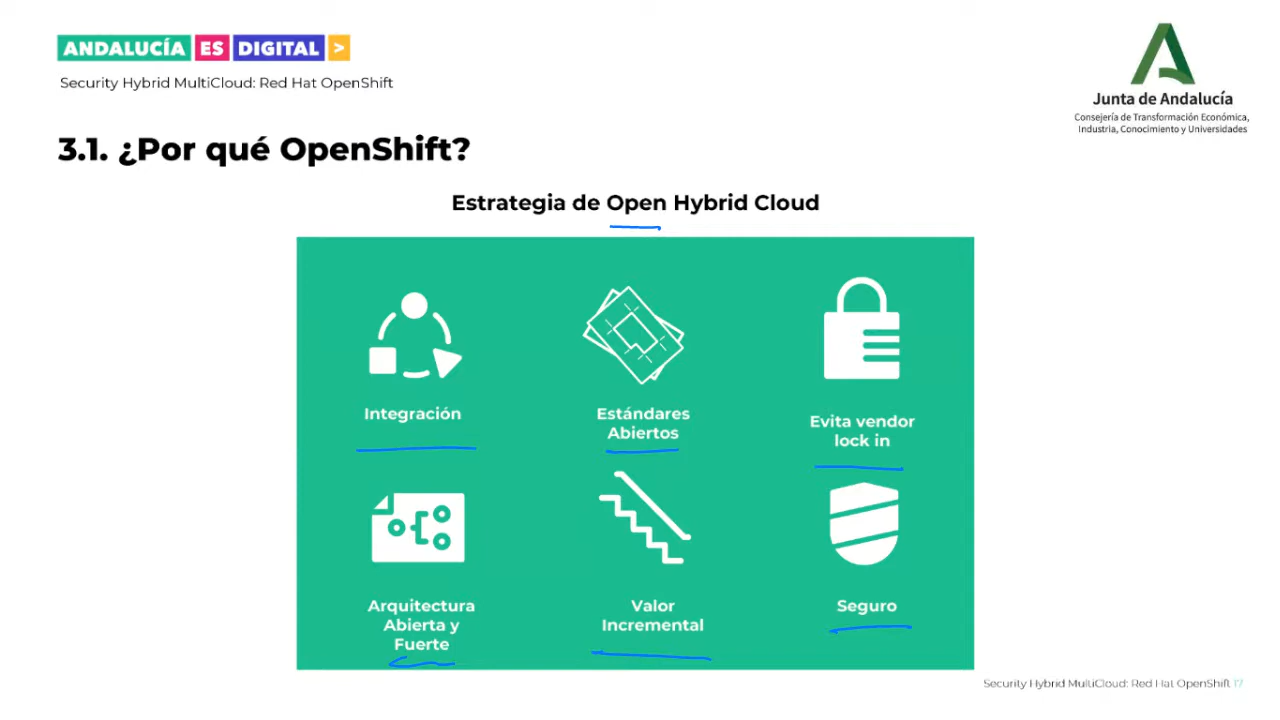 ANDALUCÍA ES DIGITAL >
Security Hybrid MultiCloud: Red Hat OpenShift
Junta de Andalucía
Consejería de Transformación Económica,
Industria, Conocimiento y Universidades
3.1. ¿Por qué OpenShift?
Estrategia de Open Hybrid Cloud
Integración
Estándares
Abiertos
Evita vendor
lock in
Arquitectura
Abierta y
Fuerte
Valor
Incremental
Seguro
Security Hybrid MultiCloud: Red Hat OpenShift 17